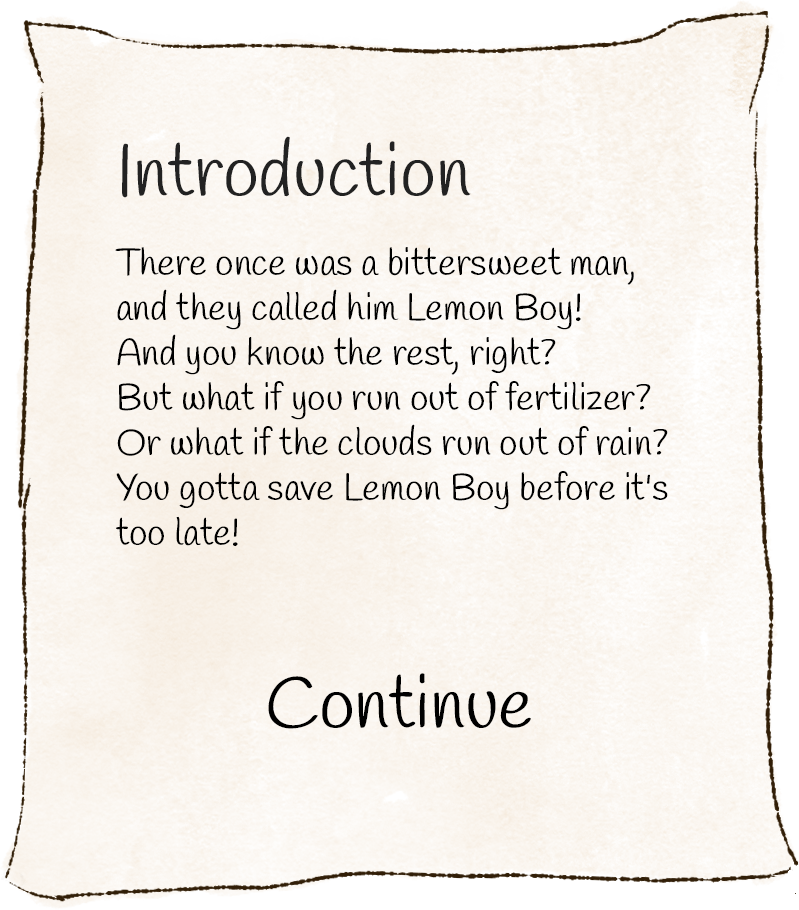 Introduction
There once was a bittersweet man,
and they called him Lemon Boy!
And you know the rest, right?
But what if you run out of fertilizer?
Or what if the clouds run out of rain?
You gotta save Lemon Boy before it's
too late!
Continue